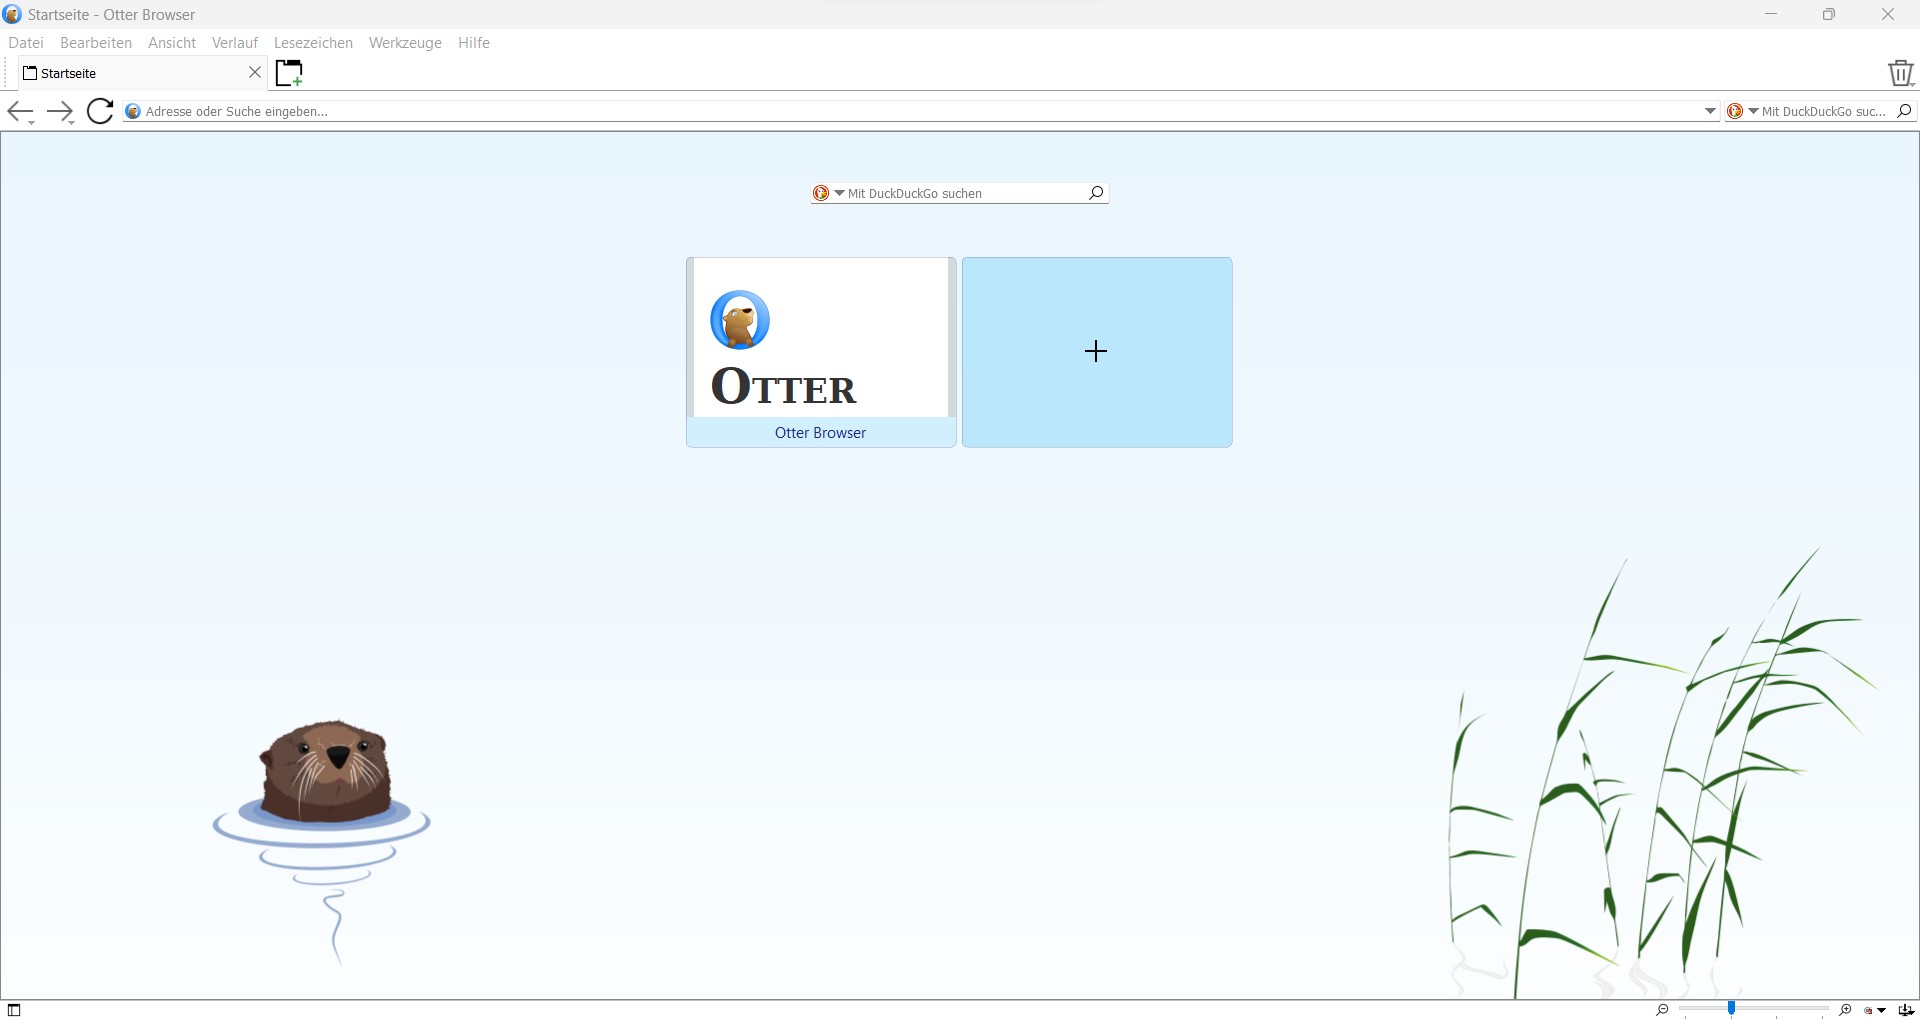 Startseite - Otter Browser
Datei Bearbeiten Ansicht Verlauf Lesezeichen Werkzeuge Hilfe
Startseite
Adresse oder Suche eingeben... Mit DuckDuckGo suc...
Mit DuckDuckGo suchen
OTTER
Otter Browser